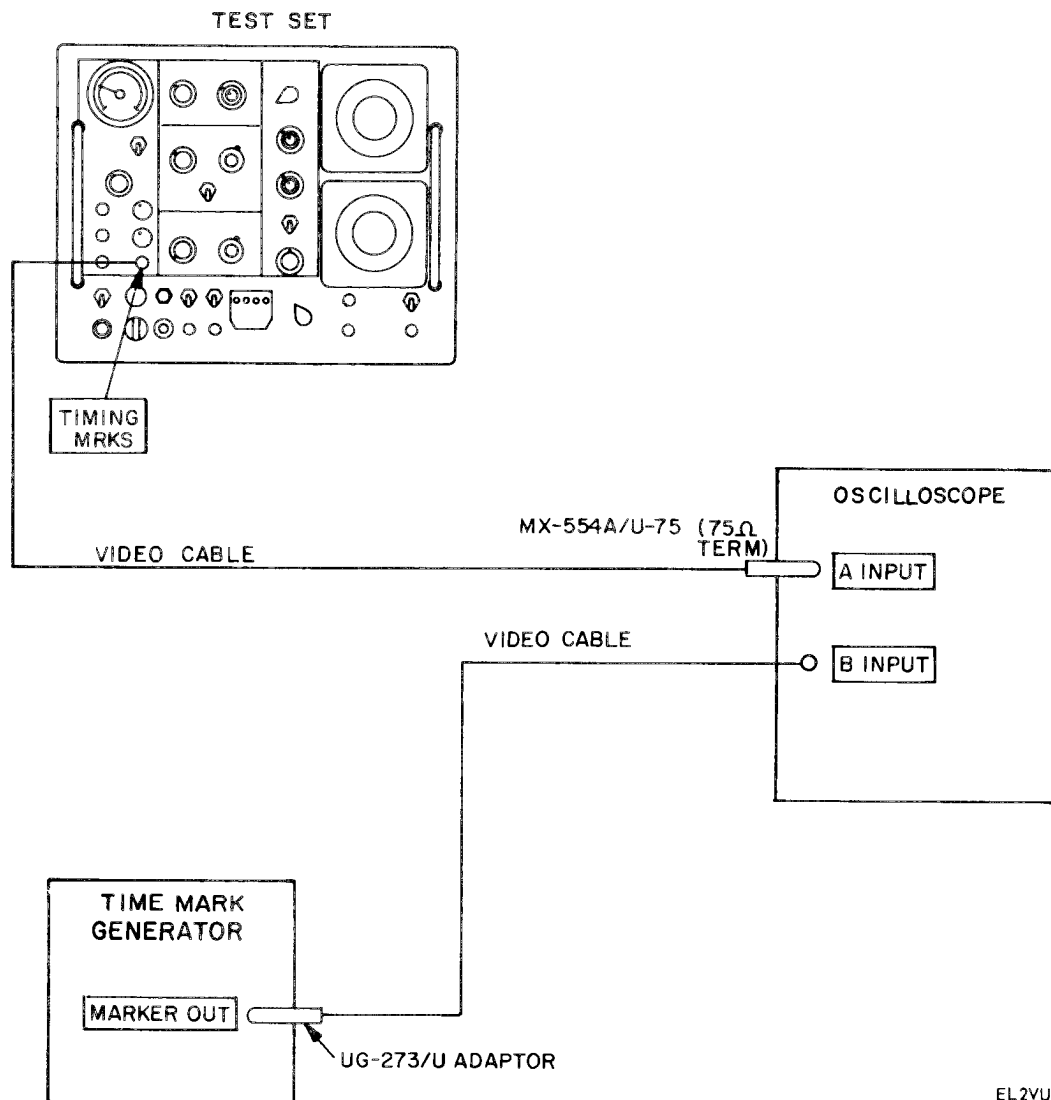 TEST SET
TIMING
MRKS
OSCILLOSCOPE
MX-554A/U-75 (75Ω
TERM)
VIDEO CABLE
A INPUT
VIDEO CABLE
B INPUT
TIME MARK
GENERATOR
MARKER OUT
UG-273/U ADAPTOR
EL2VU